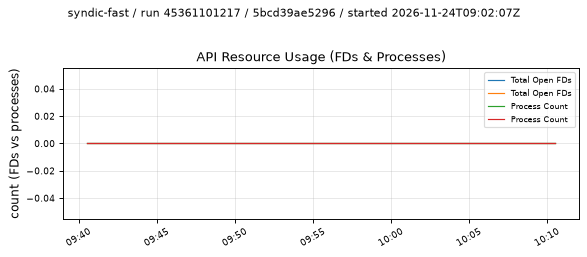 syndic-fast / run 45361101217 / 5bcd39ae5296 / started 2026-11-24T09:02:07Z
API Resource Usage (FDs & Processes)
count (FDs vs processes)
0.04
0.02
0.00
−0.02
−0.04
Total Open FDs
Total Open FDs
Process Count
Process Count
09:40
09:45
09:50
09:55
10:00
10:05
10:10